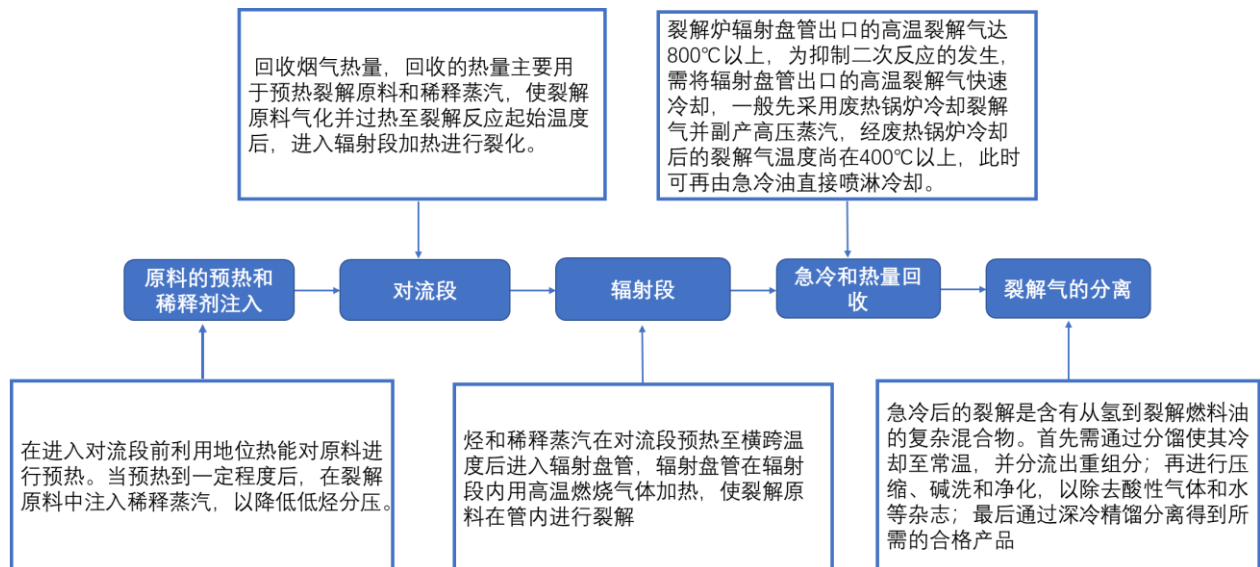 回收烟气热量，回收的热量主要用
于预热裂解原料和稀释蒸汽，使裂解
原料气化并过热至裂解反应起始温度
后，进入辐射段加热进行裂化。
裂解炉辐射盘管出口的高温裂解气达
800℃以上，为抑制二次反应的发生，
需将辐射盘管出口的高温裂解气快速
冷却，一般先采用废热锅炉冷却裂解
气并副产高压蒸汽，经废热锅炉冷却
后的裂解气温度尚在400℃以上，此时
可再由急冷油直接喷淋冷却。
原料的预热和
稀释剂注入
对流段
辐射段
急冷和热量回
收
裂解气的分离
在进入对流段前利用地位热能对原料进
行预热。当预热到一定程度后，在裂解
原料中注入稀释蒸汽，以降低低烃分压。
烃和稀释蒸汽在对流段预热至横跨温
度后进入辐射盘管，辐射盘管在辐射
段内用高温燃烧气体加热，使裂解原
料在管内进行裂解
急冷后的裂解是含有从氢到裂解燃料油
的复杂混合物。首先需通过分馏使其冷
却至常温，并分流出重组分；再进行压
缩、碱洗和净化，以除去酸性气体和水
等杂志；最后通过深冷精馏分离得到所
需的合格产品